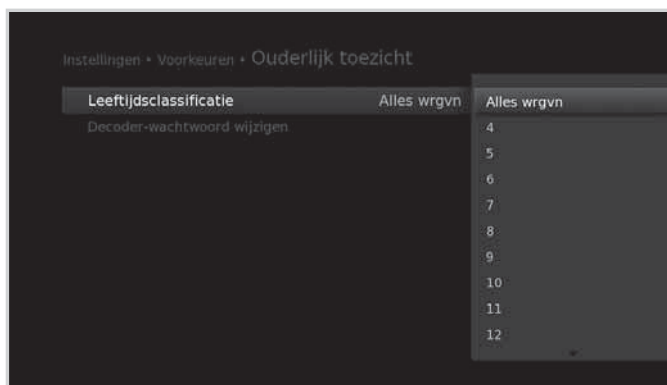 Instellingen • Voorkeuren • Ouderlijk toezicht
Leeftijdsclassificatie Alles wrgvn
Decoder-wachtwoord wijzigen
Alles wrgvn
4
5
6
7
8
9
10
11
12